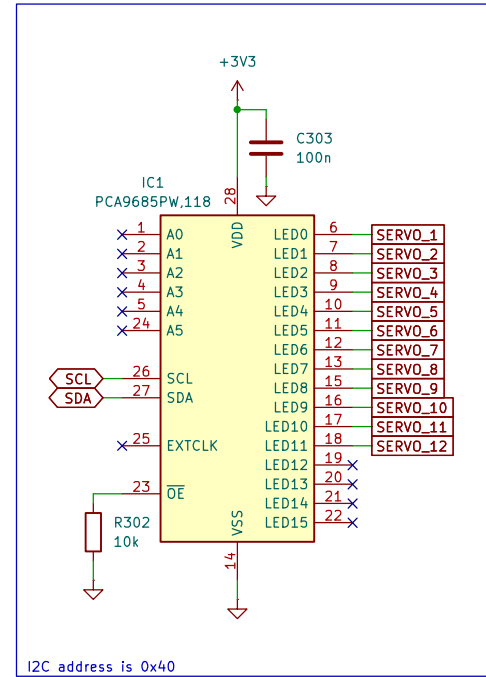 +3V3
C303
100n
IC1
PCA9685PW,118
28
VDD
1 A0 LED0 6 SERVO_1
2 A1 LED1 7 SERVO_2
3 A2 LED2 8 SERVO_3
4 A3 LED3 9 SERVO_4
5 A4 LED4 10 SERVO_5
24 A5 LED5 11 SERVO_6
LED6 12 SERVO_7
LED7 13 SERVO_8
SCL 26 SCL LED8 15 SERVO_9
SDA 27 SDA LED9 16 SERVO_10
LED10 17 SERVO_11
25 EXTCLK LED11 18 SERVO_12
LED12 19
23 OE LED13 20
LED14 21
R302 LED15 22
10k
VSS
14
I2C address is 0x40